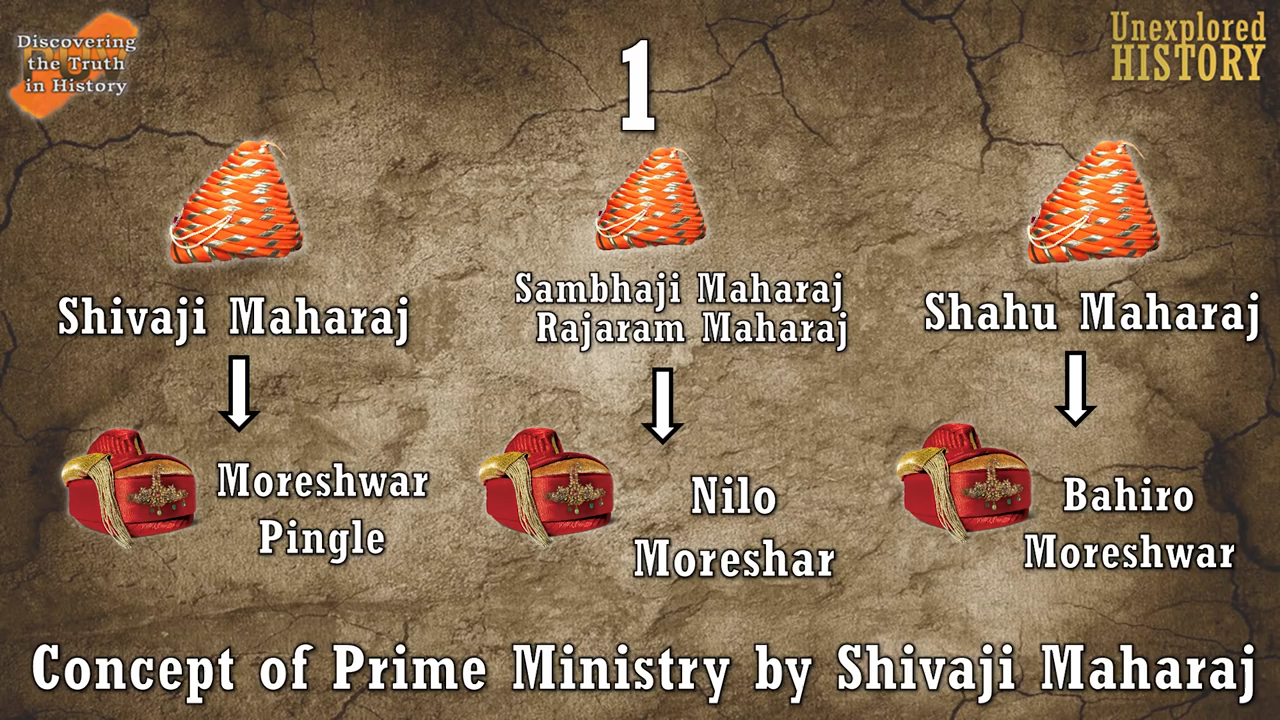 Discovering
the Truth
in History
Unexplored
HISTORY
1
Shivaji Maharaj
Sambhaji Maharaj
Rajaram Maharaj
Shahu Maharaj
Moreshwar
Pingle
Nilo
Moreshar
Bahiro
Moreshwar
Concept of Prime Ministry by Shivaji Maharaj